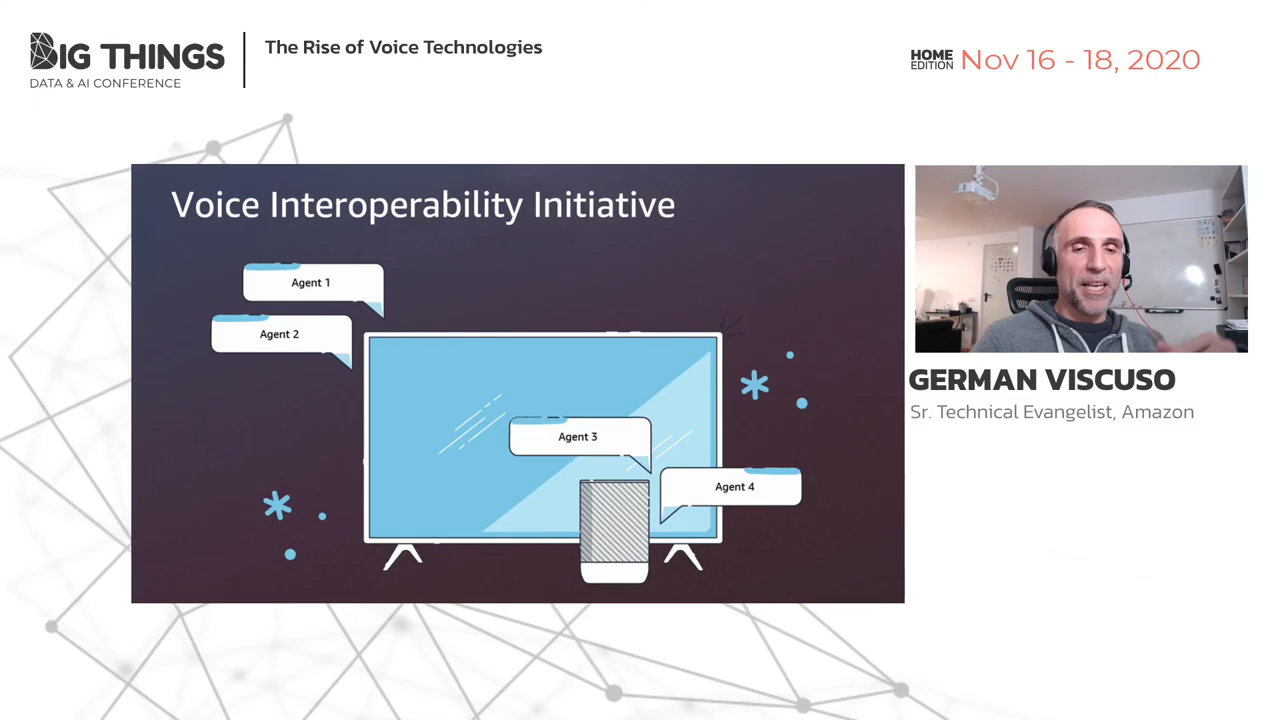 BIG THINGS
DATA & AI CONFERENCE
The Rise of Voice Technologies
HOME
EDITION
Nov 16 - 18, 2020
Voice Interoperability Initiative
Agent 1
Agent 2
Agent 3
Agent 4
GERMAN VISCUSO
Sr. Technical Evangelist, Amazon